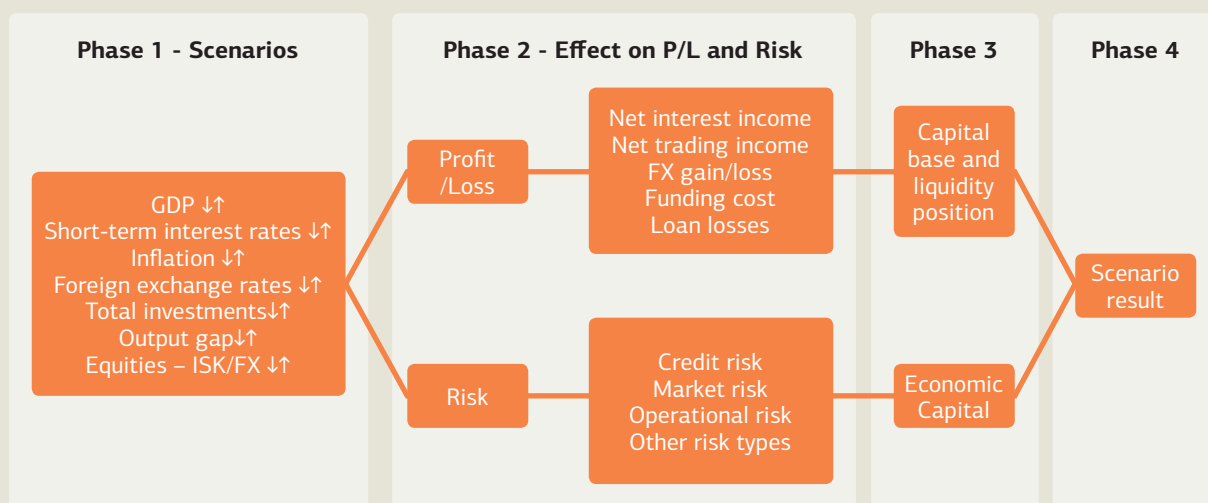 Phase 1 - Scenarios
GDP ↓↑
Short-term interest rates ↓↑
Inflation ↓↑
Foreign exchange rates ↓↑
Total investments↓↑
Output gap↓↑
Equities – ISK/FX ↓↑
Phase 2 - Effect on P/L and Risk
Profit
/Loss
Net interest income
Net trading income
FX gain/loss
Funding cost
Loan losses
Risk
Credit risk
Market risk
Operational risk
Other risk types
Phase 3
Capital
base and
liquidity
position
Economic
Capital
Phase 4
Scenario
result